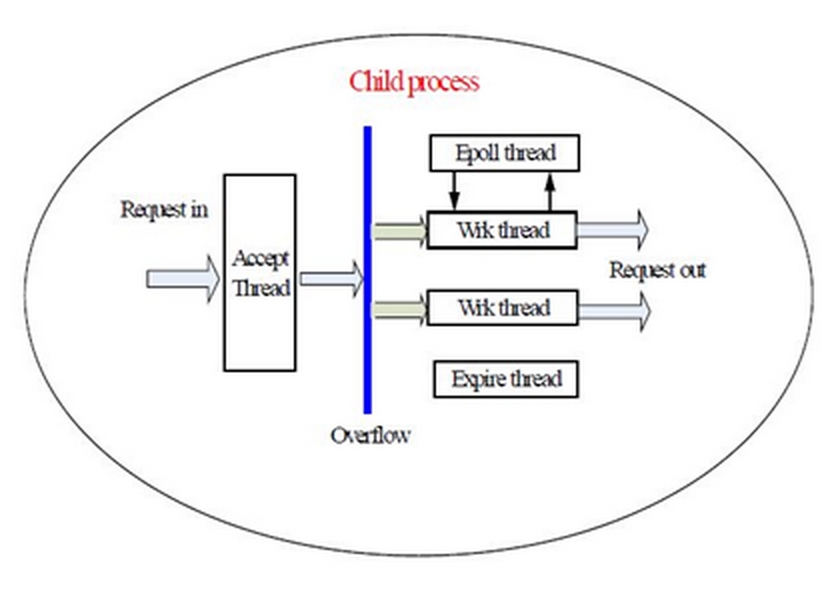 Child process
Epoll thread
Request in
Wrk thread
Accept
Thread
Request out
Wrk thread
Expire thread
Overflow